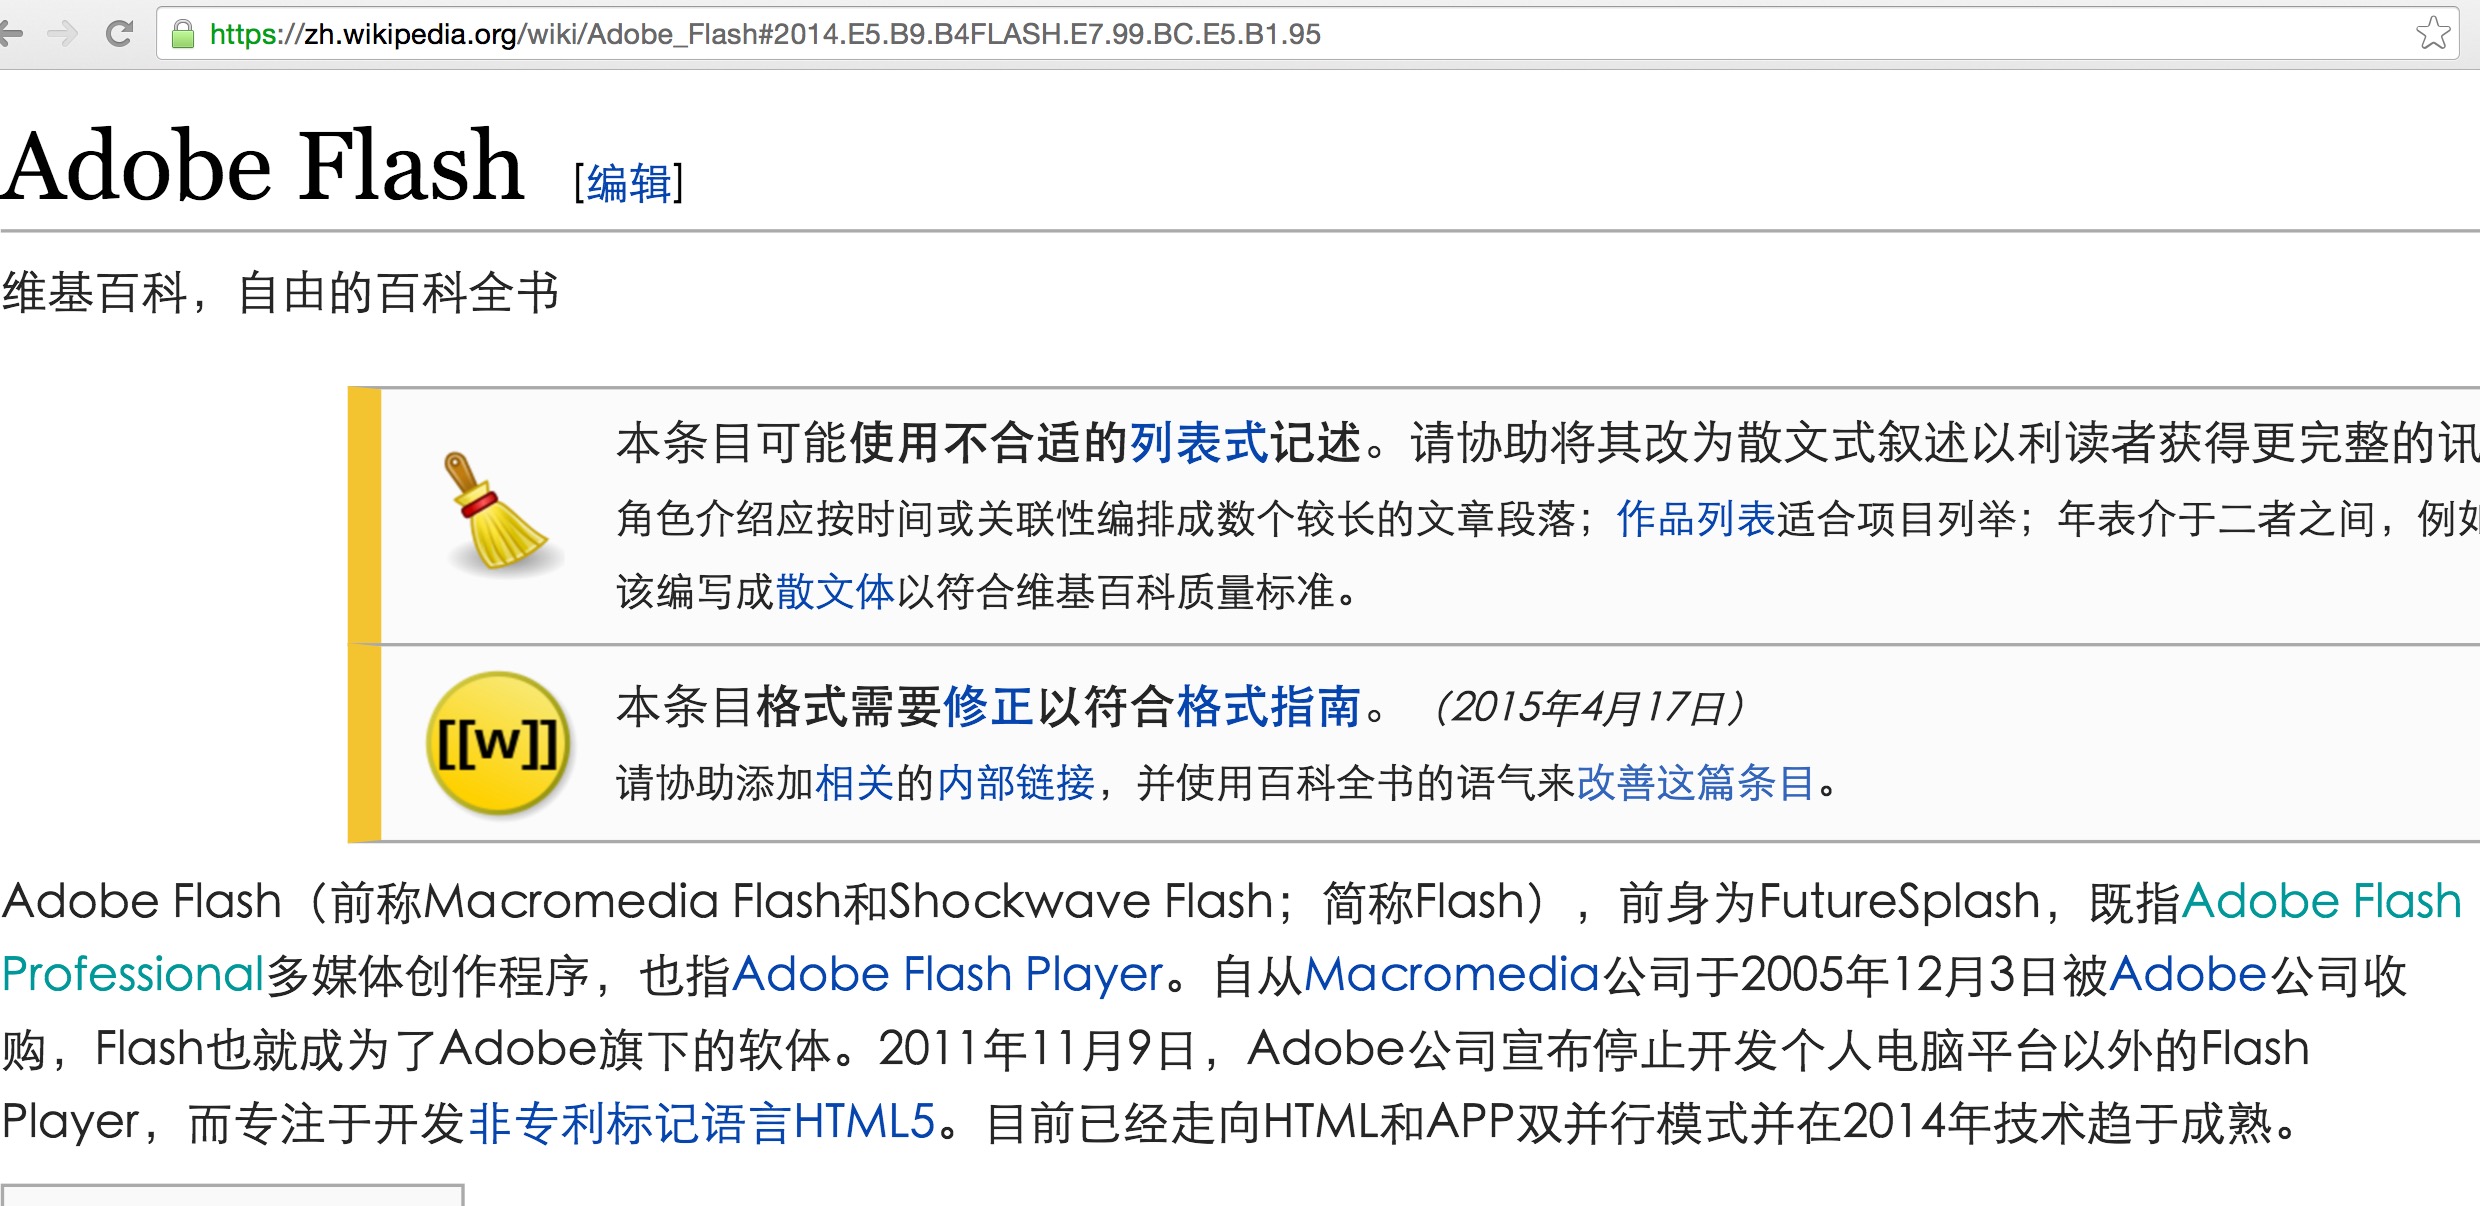 https://zh.wikipedia.org/wiki/Adobe_Flash#2014.E5.B9.B4FLASH.E7.99.BC.E5.B1.95
Adobe Flash [编辑]
维基百科，自由的百科全书
本条目可能使用不合适的列表式记述。请协助将其改为散文式叙述以利读者获得更完整的讯
角色介绍应按时间或关联性编排成数个较长的文章段落；作品列表适合项目列举；年表介于二者之间，例如
该编写成散文体以符合维基百科质量标准。
[[w]]
本条目格式需要修正以符合格式指南。（2015年4月17日）
请协助添加相关的内部链接，并使用百科全书的语气来改善这篇条目。
Adobe Flash（前称Macromedia Flash和Shockwave Flash；简称Flash），前身为FutureSplash，既指Adobe Flash
Professional多媒体创作程序，也指Adobe Flash Player。自从Macromedia公司于2005年12月3日被Adobe公司收
购，Flash也就成为了Adobe旗下的软体。2011年11月9日，Adobe公司宣布停止开发个人电脑平台以外的Flash
Player，而专注于开发非专利标记语言HTML5。目前已经走向HTML和APP双并行模式并在2014年技术趋于成熟。